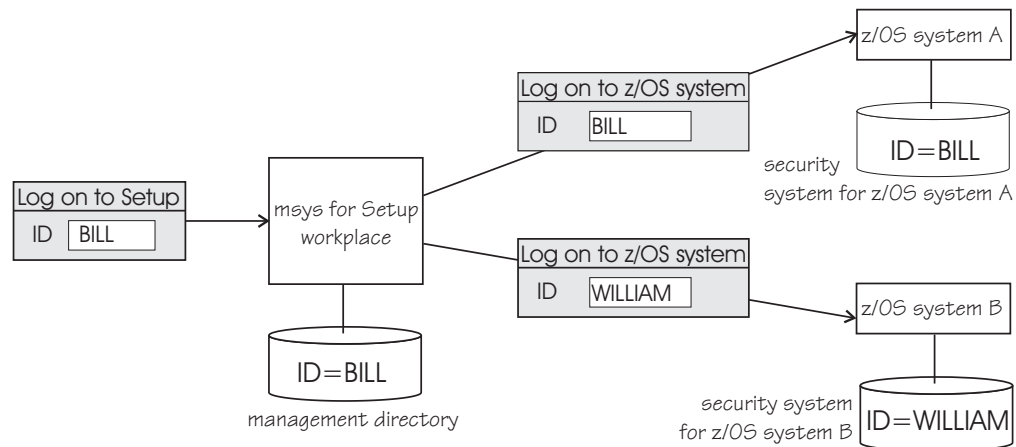 z/OS system A
Log on to z/OS system
ID BILL
ID=BILL
security
system for z/OS system A
Log on to Setup
ID BILL
msys for Setup
workplace
Log on to z/OS system
ID WILLIAM
z/OS system B
ID=BILL
management directory
security system
for z/OS system B
ID=WILLIAM